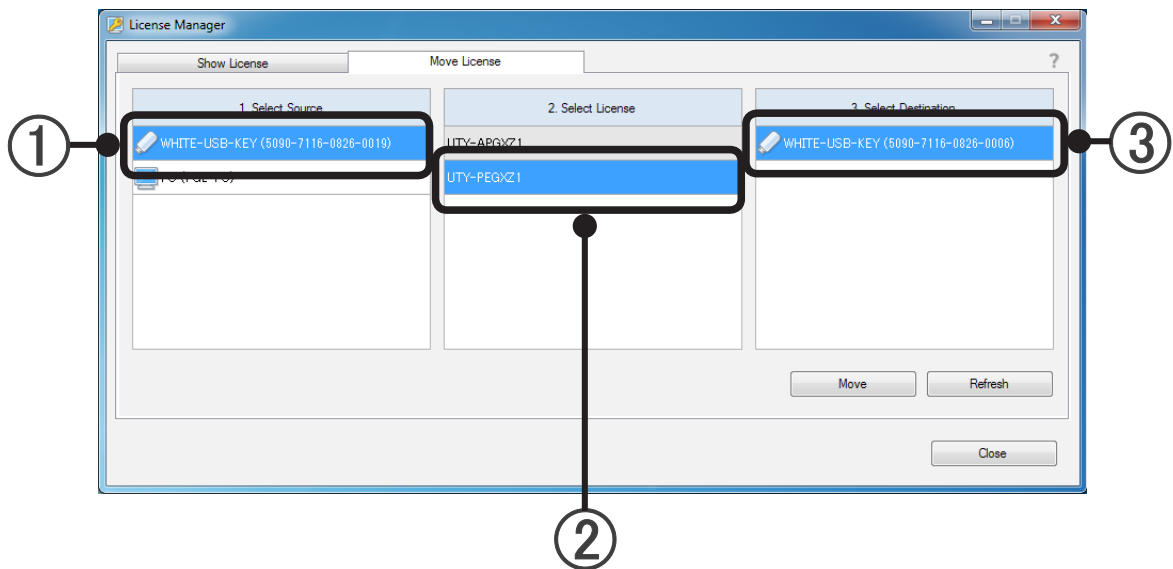 License Manager
Show License
Move License
?
1. Select Source
2. Select License
3. Select Destination
WHITE-USB-KEY (5090-7116-0826-0019)
UTY-APGXZ1
WHITE-USB-KEY (5090-7116-0826-0006)
UTY-PEGXZ1
Move
Refresh
Close
1
2
3